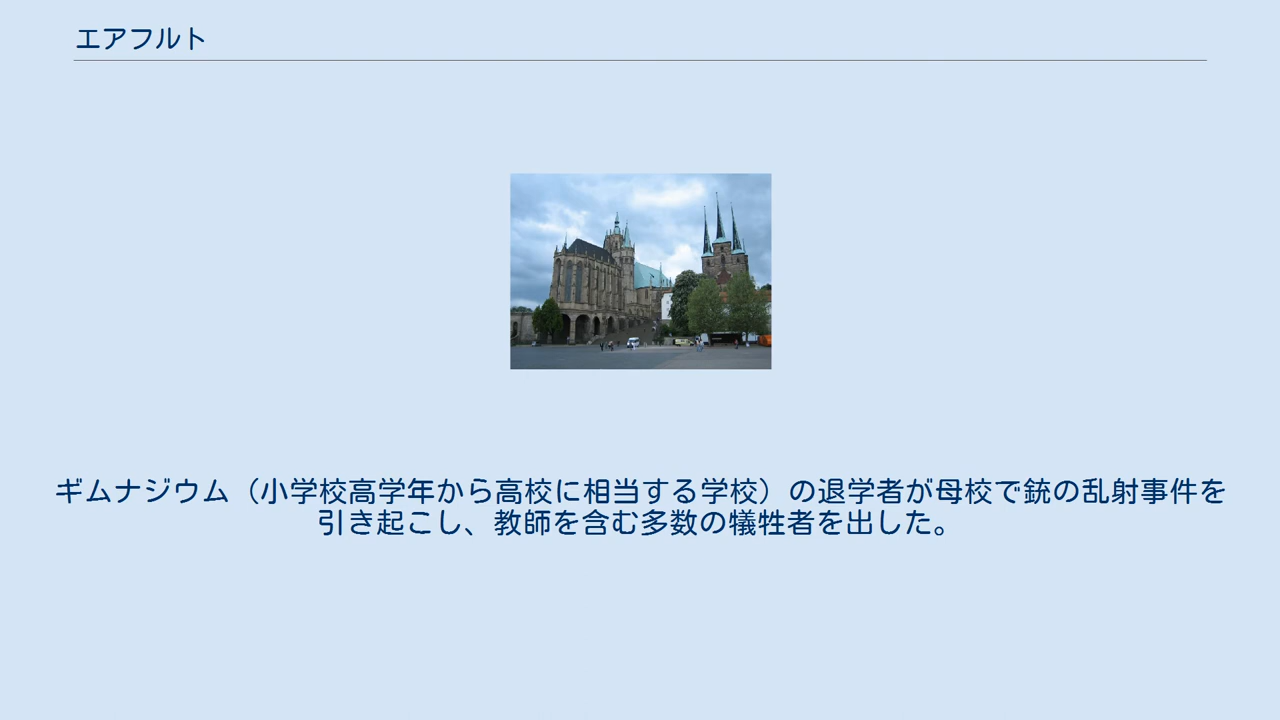 エアフルト
ギムナジウム（小学校高学年から高校に相当する学校）の退学者が母校で銃の乱射事件を
引き起こし、教師を含む多数の犠牲者を出した。